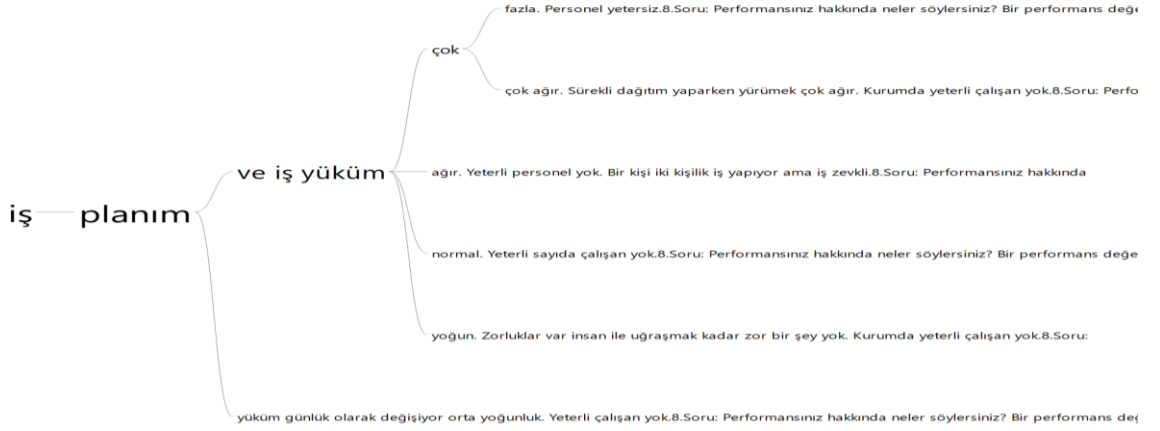 fazla. Personel yetersiz.8.Soru: Performansınız hakkında neler söylersiniz? Bir performans değe
çok
çok ağır. Sürekli dağıtım yaparken yürümek çok ağır. Kurumda yeterli çalışan yok.8.Soru: Perfo
ve iş yüküm
ağır. Yeterli personel yok. Bir kişi iki kişilik iş yapıyor ama iş zevkli.8.Soru: Performansınız hakkında
iş planım
normal. Yeterli sayıda çalışan yok.8.Soru: Performansınız hakkında neler söylersiniz? Bir performans değe
yoğun. Zorluklar var insan ile uğraşmak kadar zor bir şey yok. Kurumda yeterli çalışan yok.8.Soru:
yüküm günlük olarak değişiyor orta yoğunluk. Yeterli çalışan yok.8.Soru: Performansınız hakkında neler söylersiniz? Bir performans değ